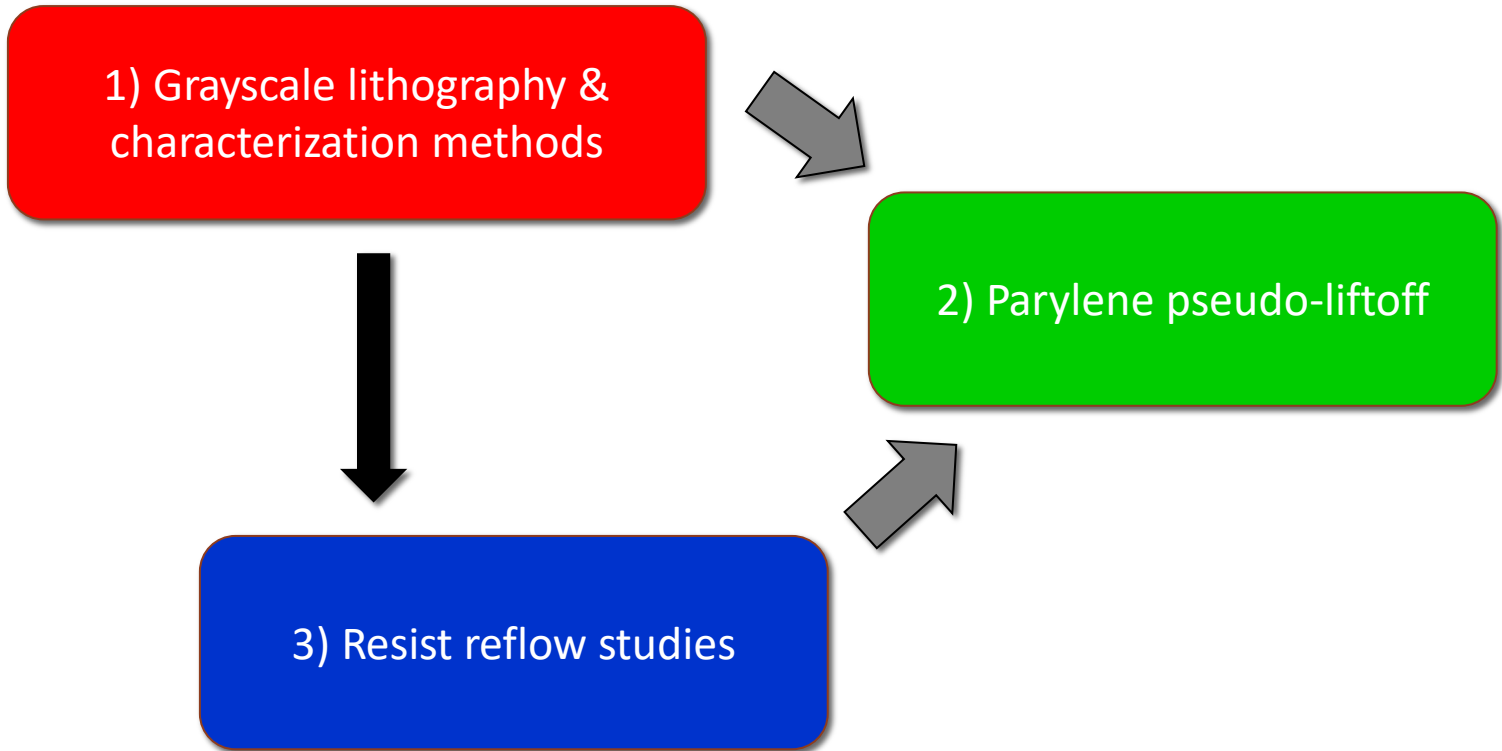 1) Grayscale lithography &
characterization methods
2) Parylene pseudo-liftoff
3) Resist reflow studies